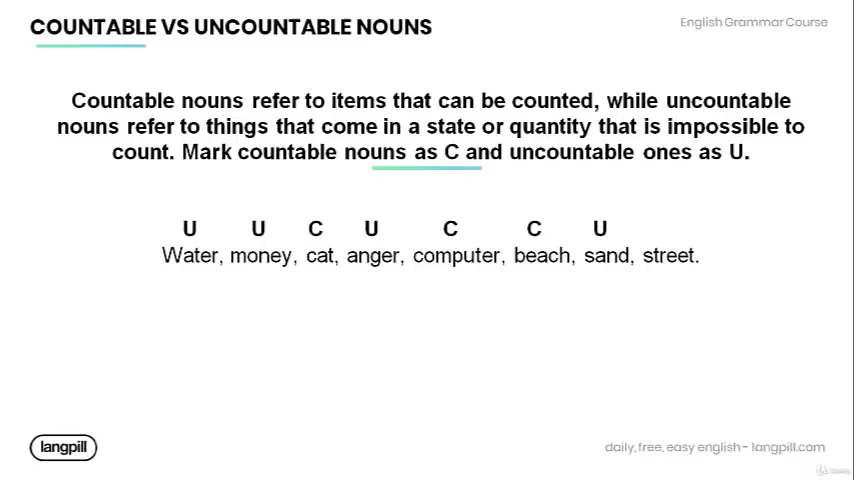 COUNTABLE VS UNCOUNTABLE NOUNS
English Grammar Course
Countable nouns refer to items that can be counted, while uncountable
nouns refer to things that come in a state or quantity that is impossible to
count. Mark countable nouns as C and uncountable ones as U.
U U C U C C U
Water, money, cat, anger, computer, beach, sand, street.
langpill
daily, free, easy english - langpill.com